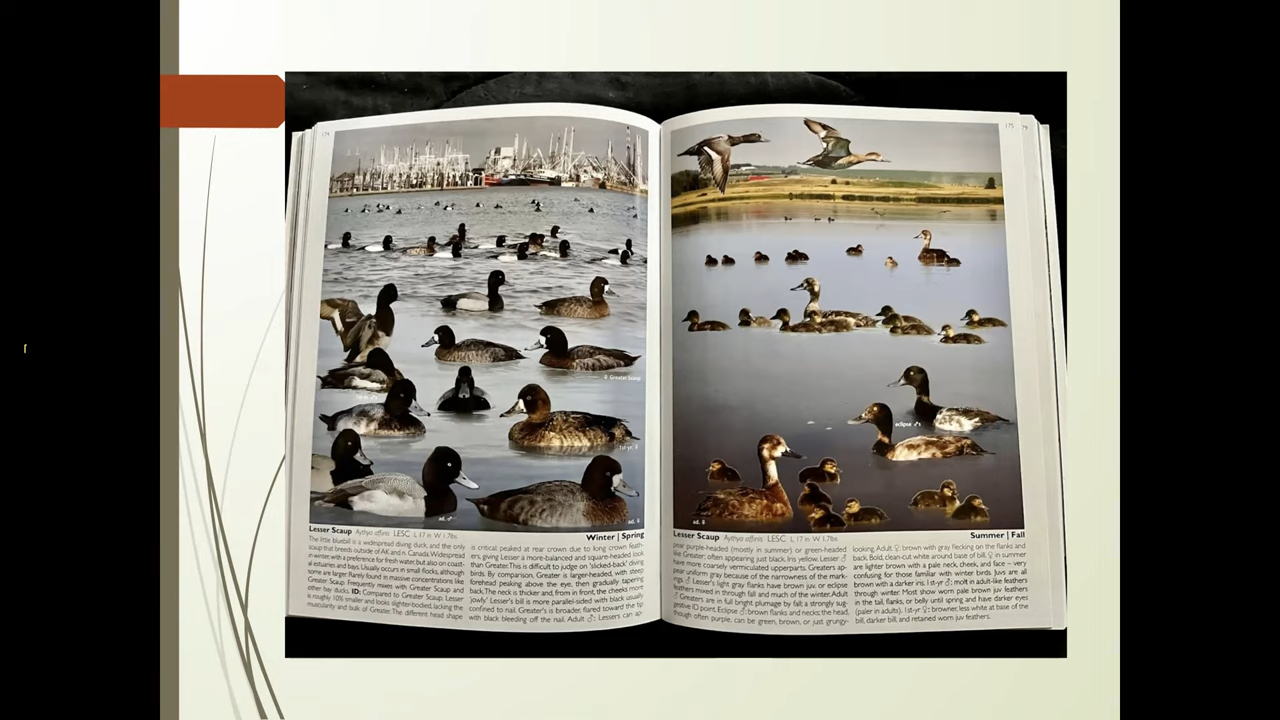 174
♀ Greater Scaup
1st-yr. ♀
ad. ♂
ad. ♀
Lesser Scaup Aythya affinis LESC L 17 in W 1.7lbs
Winter | Spring
The little bluebill is a widespread diving duck, and the only
scaup that breeds outside of AK and n. Canada. Widespread
in winter, with a preference for fresh water, but also on coast-
al estuaries and bays. Usually occurs in small flocks, although
some are larger. Rarely found in massive concentrations like
other bay ducks. ID: Compared to Greater Scaup, Lesser
is roughly 10% smaller and looks slighter-bodied, lacking the
muscularity and bulk of Greater. The different head shape
is critical: peaked at rear crown due to long crown feath-
ers, giving Lesser a more-balanced and square-headed look
than Greater. This is difficult to judge on 'slicked-back' diving
birds. By comparison, Greater is larger-headed, with steep
forehead peaking above the eye, then gradually tapering
back. The neck is thicker and, from in front, the cheeks more
'jowly.' Lesser's bill is more parallel-sided with black usually
confined to nail. Greater's is broader, flared toward the tip
with black bleeding off the nail. Adult ♂: Lessers can ap-
175
eclipse ♂s
ad. ♀
Lesser Scaup Aythya affinis LESC L 17 in W 1.7lbs
Summer | Fall
pear purple-headed (mostly in summer) or green-headed
like Greater; often appearing just black. Iris yellow. Lesser ♂
have more coarsely vermiculated upperparts. Greaters ap-
pear uniform gray because of the narrowness of the mark-
ings. ♂ Lesser's light gray flanks have brown juv. or eclipse
feathers mixed in through fall and much of the winter. Adult
♂ Greaters are in full bright plumage by fall; a strongly sug-
gestive ID point. Eclipse ♂: brown flanks and necks; the head,
though often purple, can be green, brown, or just grungy-
looking. Adult ♀: brown with gray flecking on the flanks and
back. Bold, clean-cut white around base of bill. ♀ in summer
are lighter brown with a pale neck, cheek, and face – very
confusing for those familiar with winter birds. Juvs are all
brown with a darker iris. 1st-yr ♂: molt in adult-like feathers
through winter. Most show worn pale brown juv feathers
in the tail, flanks, or belly until spring and have darker eyes
(paler in adults). 1st-yr ♀: browner, less white at base of the
bill, darker bill, and retained worn juv feathers.